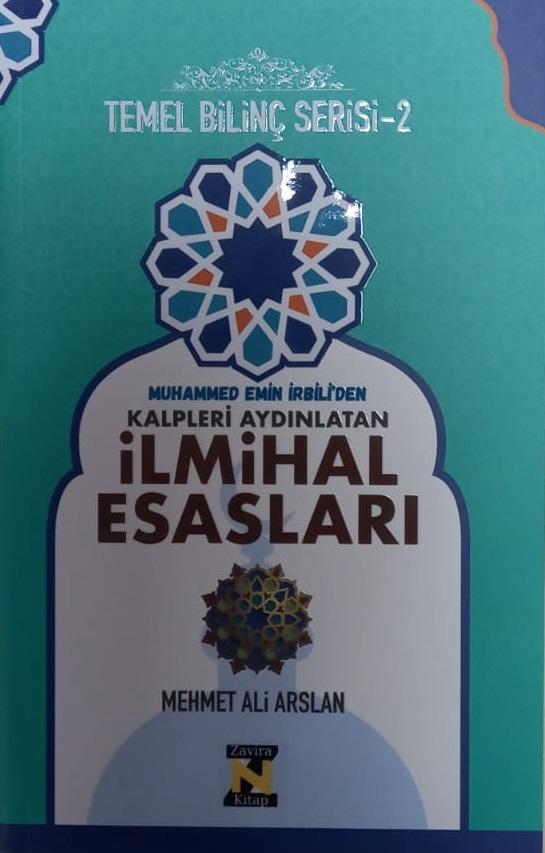 TEMEL BİLİNÇ SERİSİ-2
MUHAMMED EMİN İRBİLİ'DEN
KALPLERİ AYDINLATAN
İLMİHAL
ESASLARI
MEHMET ALİ ARSLAN
Zavira
N
Kitap